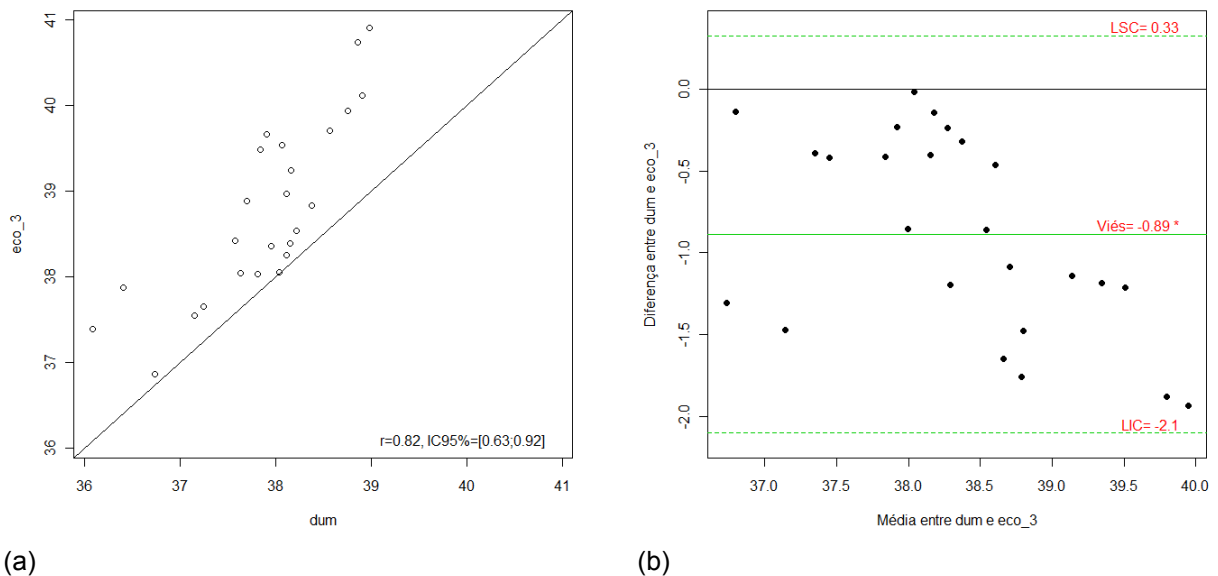 41
40
39
38
37
36
eco_3
r=0.82, IC95%=[0.63;0.92]
36 37 38 39 40 41
dum
(a)
LSC= 0.33
0.0
-0.5
Viés= -0.89 *
-1.0
-1.5
-2.0
LIC= -2.1
Diferença entre dum e eco_3
37.0 37.5 38.0 38.5 39.0 39.5 40.0
Média entre dum e eco_3
(b)